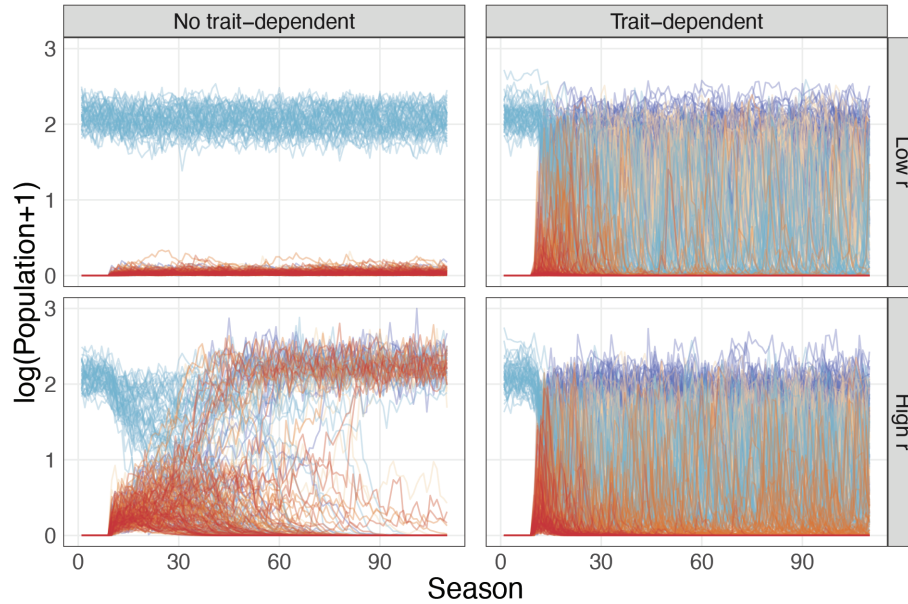 No trait−dependent
Trait−dependent
log(Population+1)
3
2
1
0
Low r
3
2
1
0
High r
0
30
60
90
0
30
60
90
Season